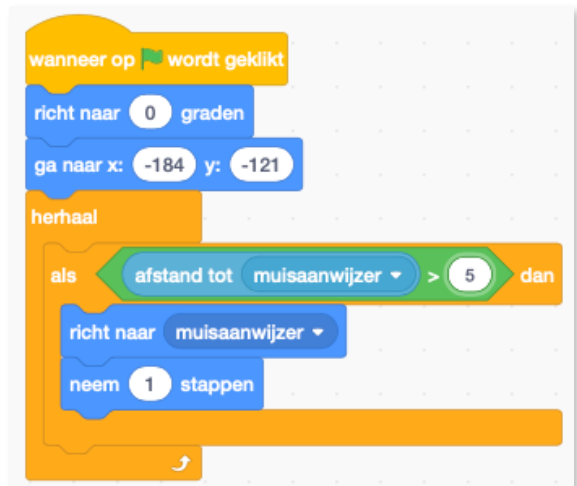 wanneer op wordt geklikt
richt naar 0 graden
ga naar x: -184 y: -121
herhaal
als afstand tot muisaanwijzer > 5 dan
richt naar muisaanwijzer
neem 1 stappen